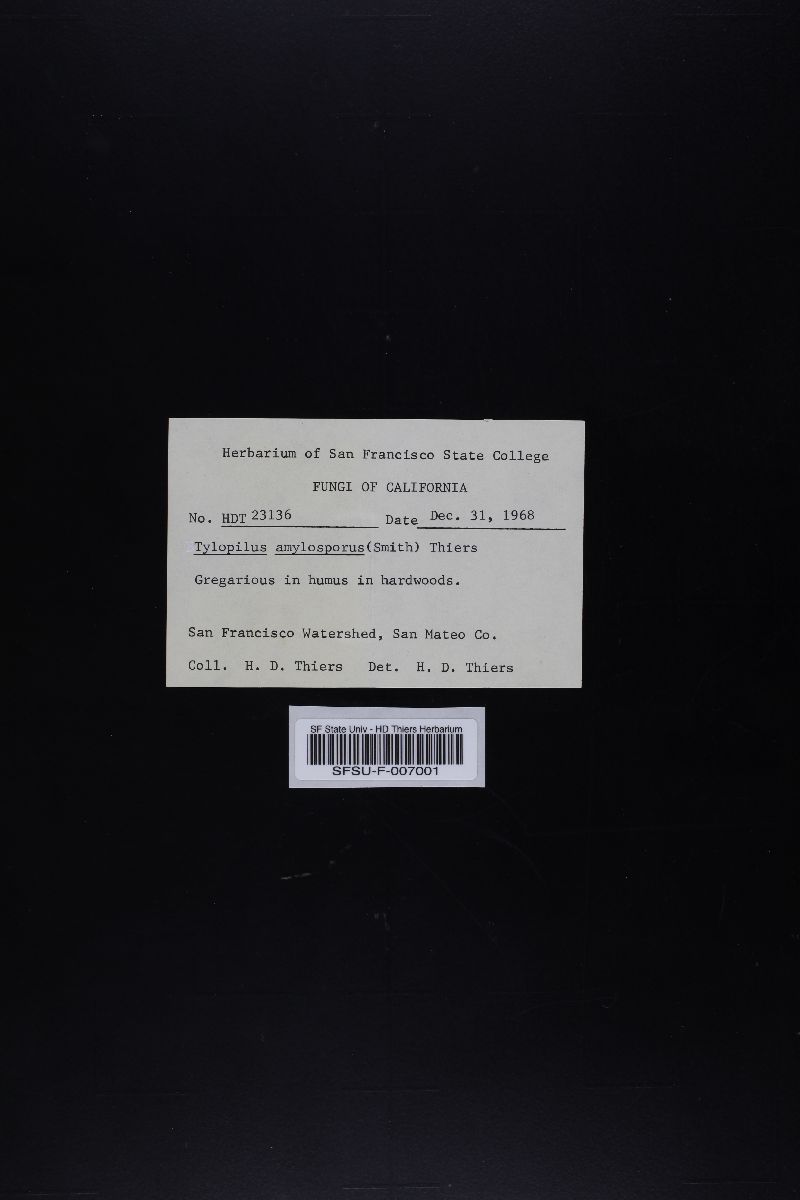 Herbarium of San Francisco State College
FUNGI OF CALIFORNIA
No. HDT 23136 Date Dec. 31, 1968
Tylopilus amylosporus(Smith) Thiers
Gregarious in humus in hardwoods.
San Francisco Watershed, San Mateo Co.
Coll. H. D. Thiers Det. H. D. Thiers
SF State Univ - HD Thiers Herbarium
SFSU-F-007001